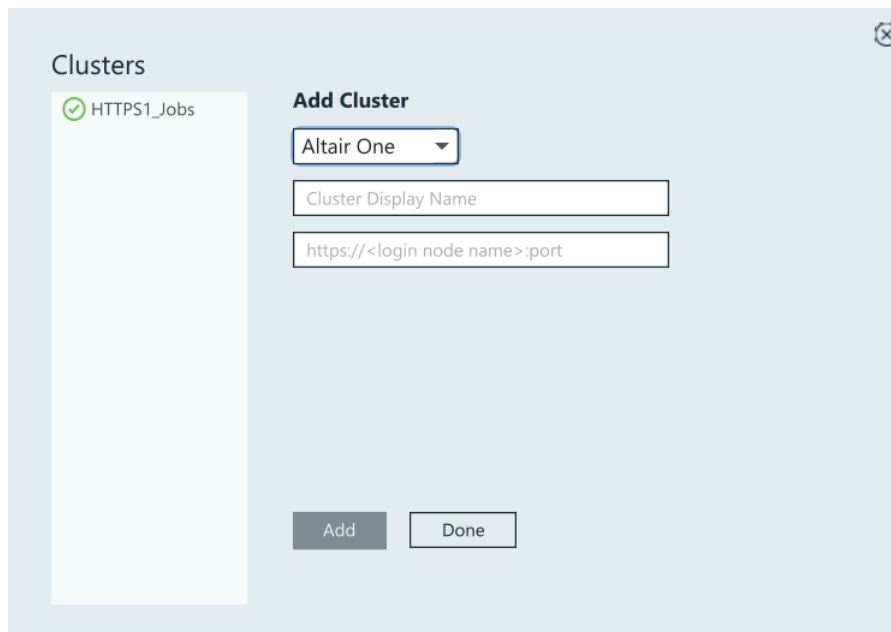 Clusters
HTTPS1_Jobs
Add Cluster
Altair One
Cluster Display Name
https://<login node name>:port
Add
Done